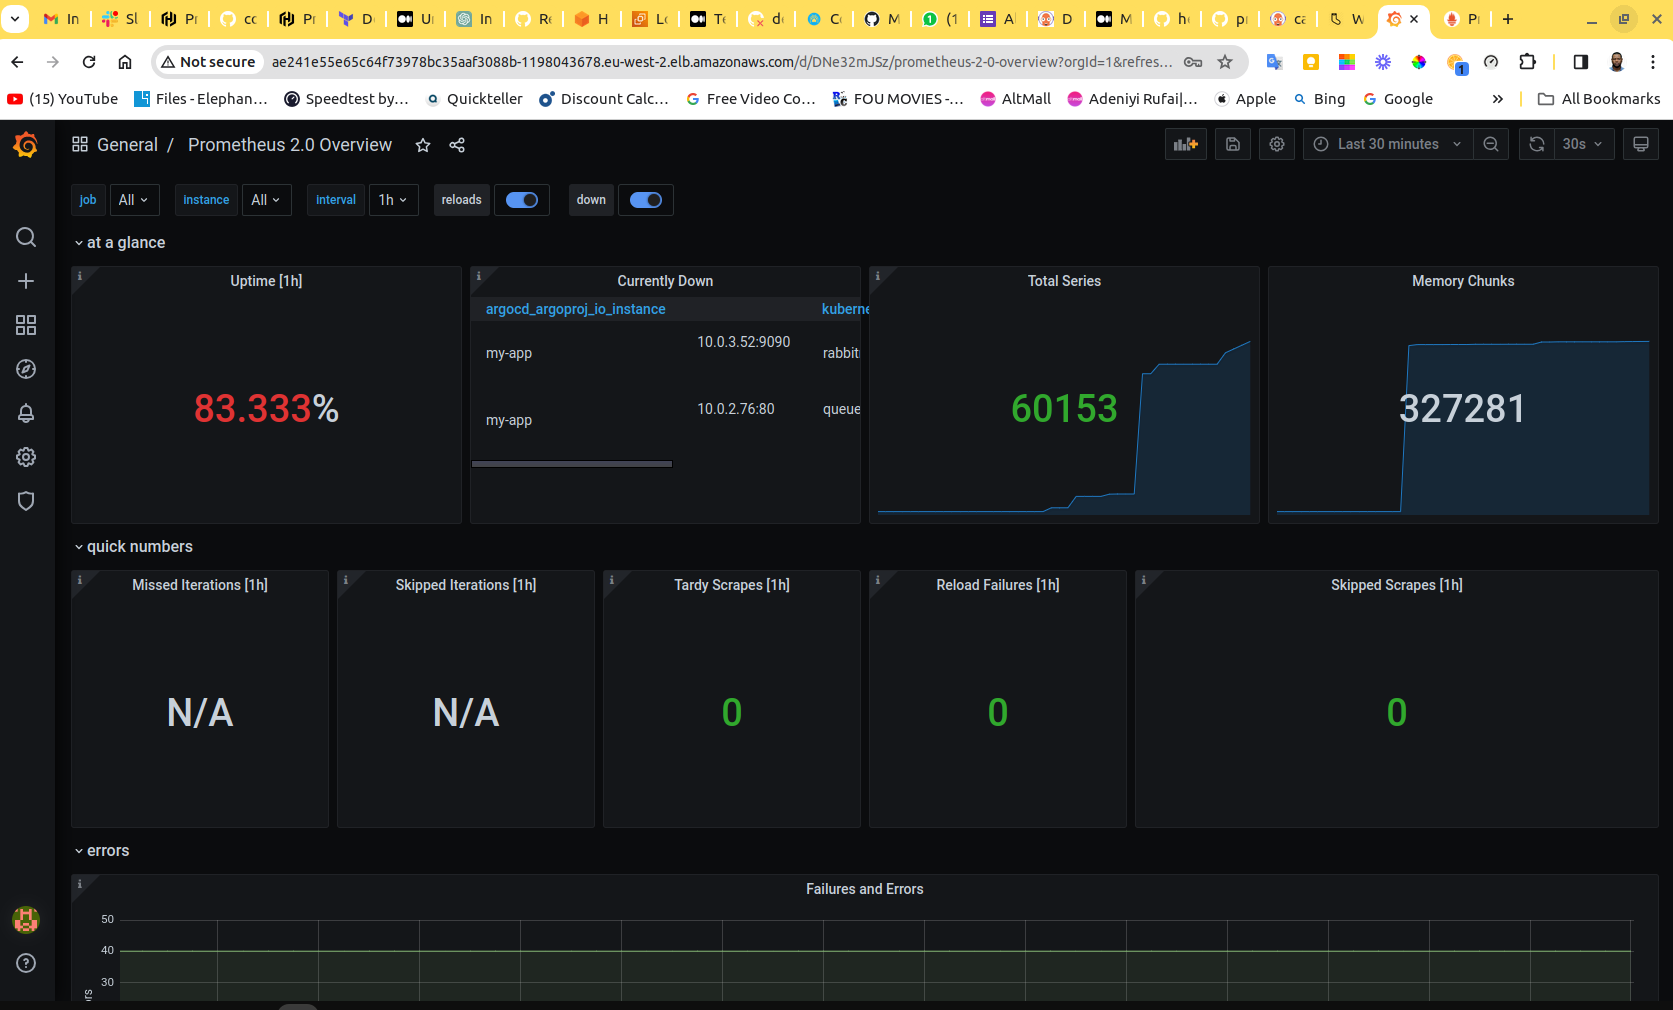 In
Sl
Pr
cc
Pr
D
Ur
In
Re
H
Lo
Te
d
C
M
(1
Al
D
M
h
p
ca
W
P
Not secure
ae241e55e65c64f73978bc35aaf3088b-1198043678.eu-west-2.elb.amazonaws.com/d/DNe32mJSz/prometheus-2-0-overview?orgId=1&refres...
1
(15) YouTube
Files - Elephan...
Speedtest by...
Quickteller
Discount Calc...
Free Video Co...
FOU MOVIES -...
AltMall
Adeniyi Rufai|...
Apple
Bing
Google
»
All Bookmarks
General / Prometheus 2.0 Overview
Last 30 minutes
30s
job All
instance All
interval 1h
reloads
down
at a glance
Uptime [1h]
83.333%
Currently Down
argocd_argoproj_io_instance kuberne
my-app 10.0.3.52:9090 rabbit
my-app 10.0.2.76:80 queue
Total Series
60153
Memory Chunks
327281
quick numbers
Missed Iterations [1h]
N/A
Skipped Iterations [1h]
N/A
Tardy Scrapes [1h]
0
Reload Failures [1h]
0
Skipped Scrapes [1h]
0
errors
Failures and Errors
50
40
30